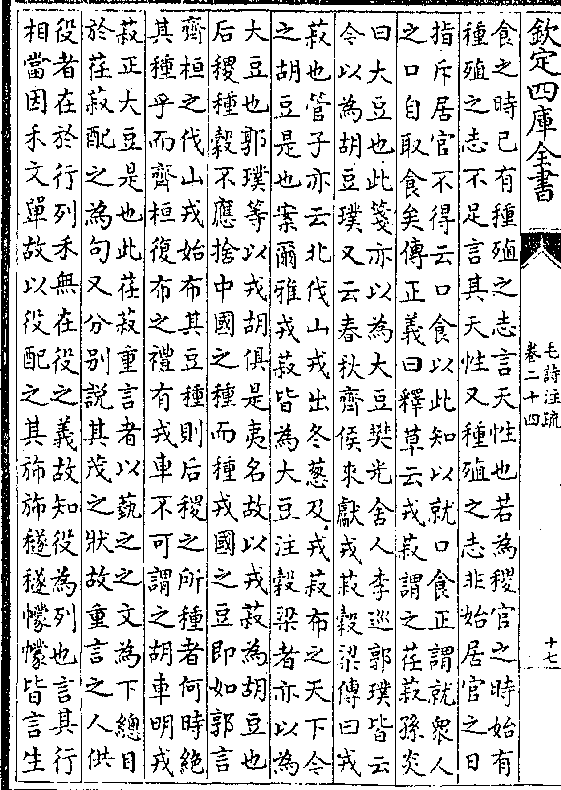 欽定四庫全書
毛詩注疏
卷二十四
十七
食之時已有種殖之志言天性也若為稷官之時始有
種殖之志不足言其天性又種殖之志非始居官之日
指斥居官不得云口食以此知以就口食正謂就衆人
之口自取食矣傳正義曰釋草云戎菽謂之荏菽孫炎
曰大豆也此箋亦以為大豆樊光舍人李巡郭璞皆云
今以為胡豆璞又云春秋齊侯來獻戎菽穀梁傳曰戎
菽也管子亦云北伐山戎出冬葱及戎菽布之天下今
之胡豆是也案爾雅戎菽皆為大豆注穀梁者亦以為
大豆也郭璞等以戎胡俱是夷名故以戎菽為胡豆也
后稷種穀不應捨中國之種而種戎國之豆即如郭言
齊桓之伐山戎始布其豆種則后稷之所種者何時絶
其種乎而齊桓復布之禮有戎車不可謂之胡車明戎
菽正大豆是也此荏菽重言者以蓺之之文為下總目
於荏菽配之為句又分别說其茂之狀故重言之人供
役者在於行列禾無在役之義故知役為列也言其行
相當因禾文單故以役配之其斾斾穟穟幪幪皆言生